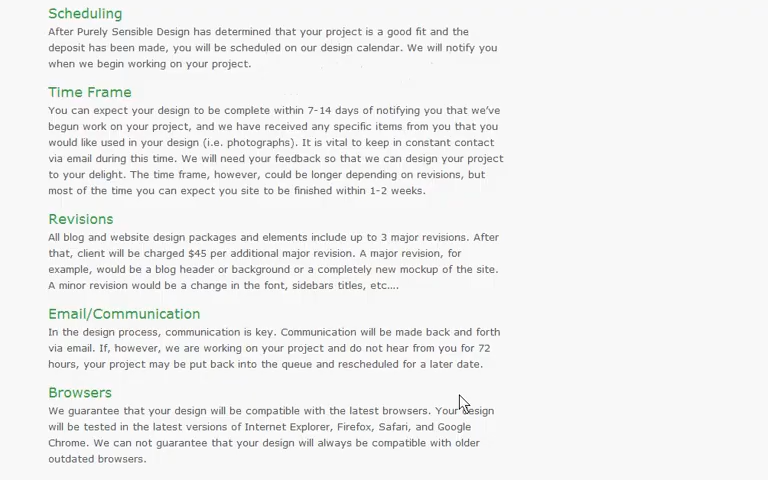 Scheduling
After Purely Sensible Design has determined that your project is a good fit and the
deposit has been made, you will be scheduled on our design calendar. We will notify you
when we begin working on your project.
Time Frame
You can expect your design to be complete within 7-14 days of notifying you that we've
begun work on your project, and we have received any specific items from you that you
would like used in your design (i.e. photographs). It is vital to keep in constant contact
via email during this time. We will need your feedback so that we can design your project
to your delight. The time frame, however, could be longer depending on revisions, but
most of the time you can expect you site to be finished within 1-2 weeks.
Revisions
All blog and website design packages and elements include up to 3 major revisions. After
that, client will be charged $45 per additional major revision. A major revision, for
example, would be a blog header or background or a completely new mockup of the site.
A minor revision would be a change in the font, sidebars titles, etc....
Email/Communication
In the design process, communication is key. Communication will be made back and forth
via email. If, however, we are working on your project and do not hear from you for 72
hours, your project may be put back into the queue and rescheduled for a later date.
Browsers
We guarantee that your design will be compatible with the latest browsers. Your design
will be tested in the latest versions of Internet Explorer, Firefox, Safari, and Google
Chrome. We can not guarantee that your design will always be compatible with older
outdated browsers.